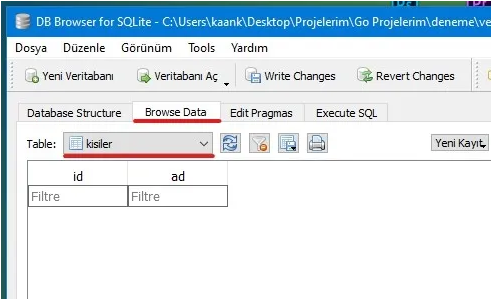 DB Browser for SQLite - C:\Users\kaank\Desktop\Projelerim\Go Projelerim\deneme\ve
Dosya Düzenle Görünüm Tools Yardım
Yeni Veritabanı Veritabanı Aç Write Changes Revert Changes
Database Structure Browse Data Edit Pragmas Execute SQL
Table: kisiler Yeni Kayıt
id ad
Filtre Filtre